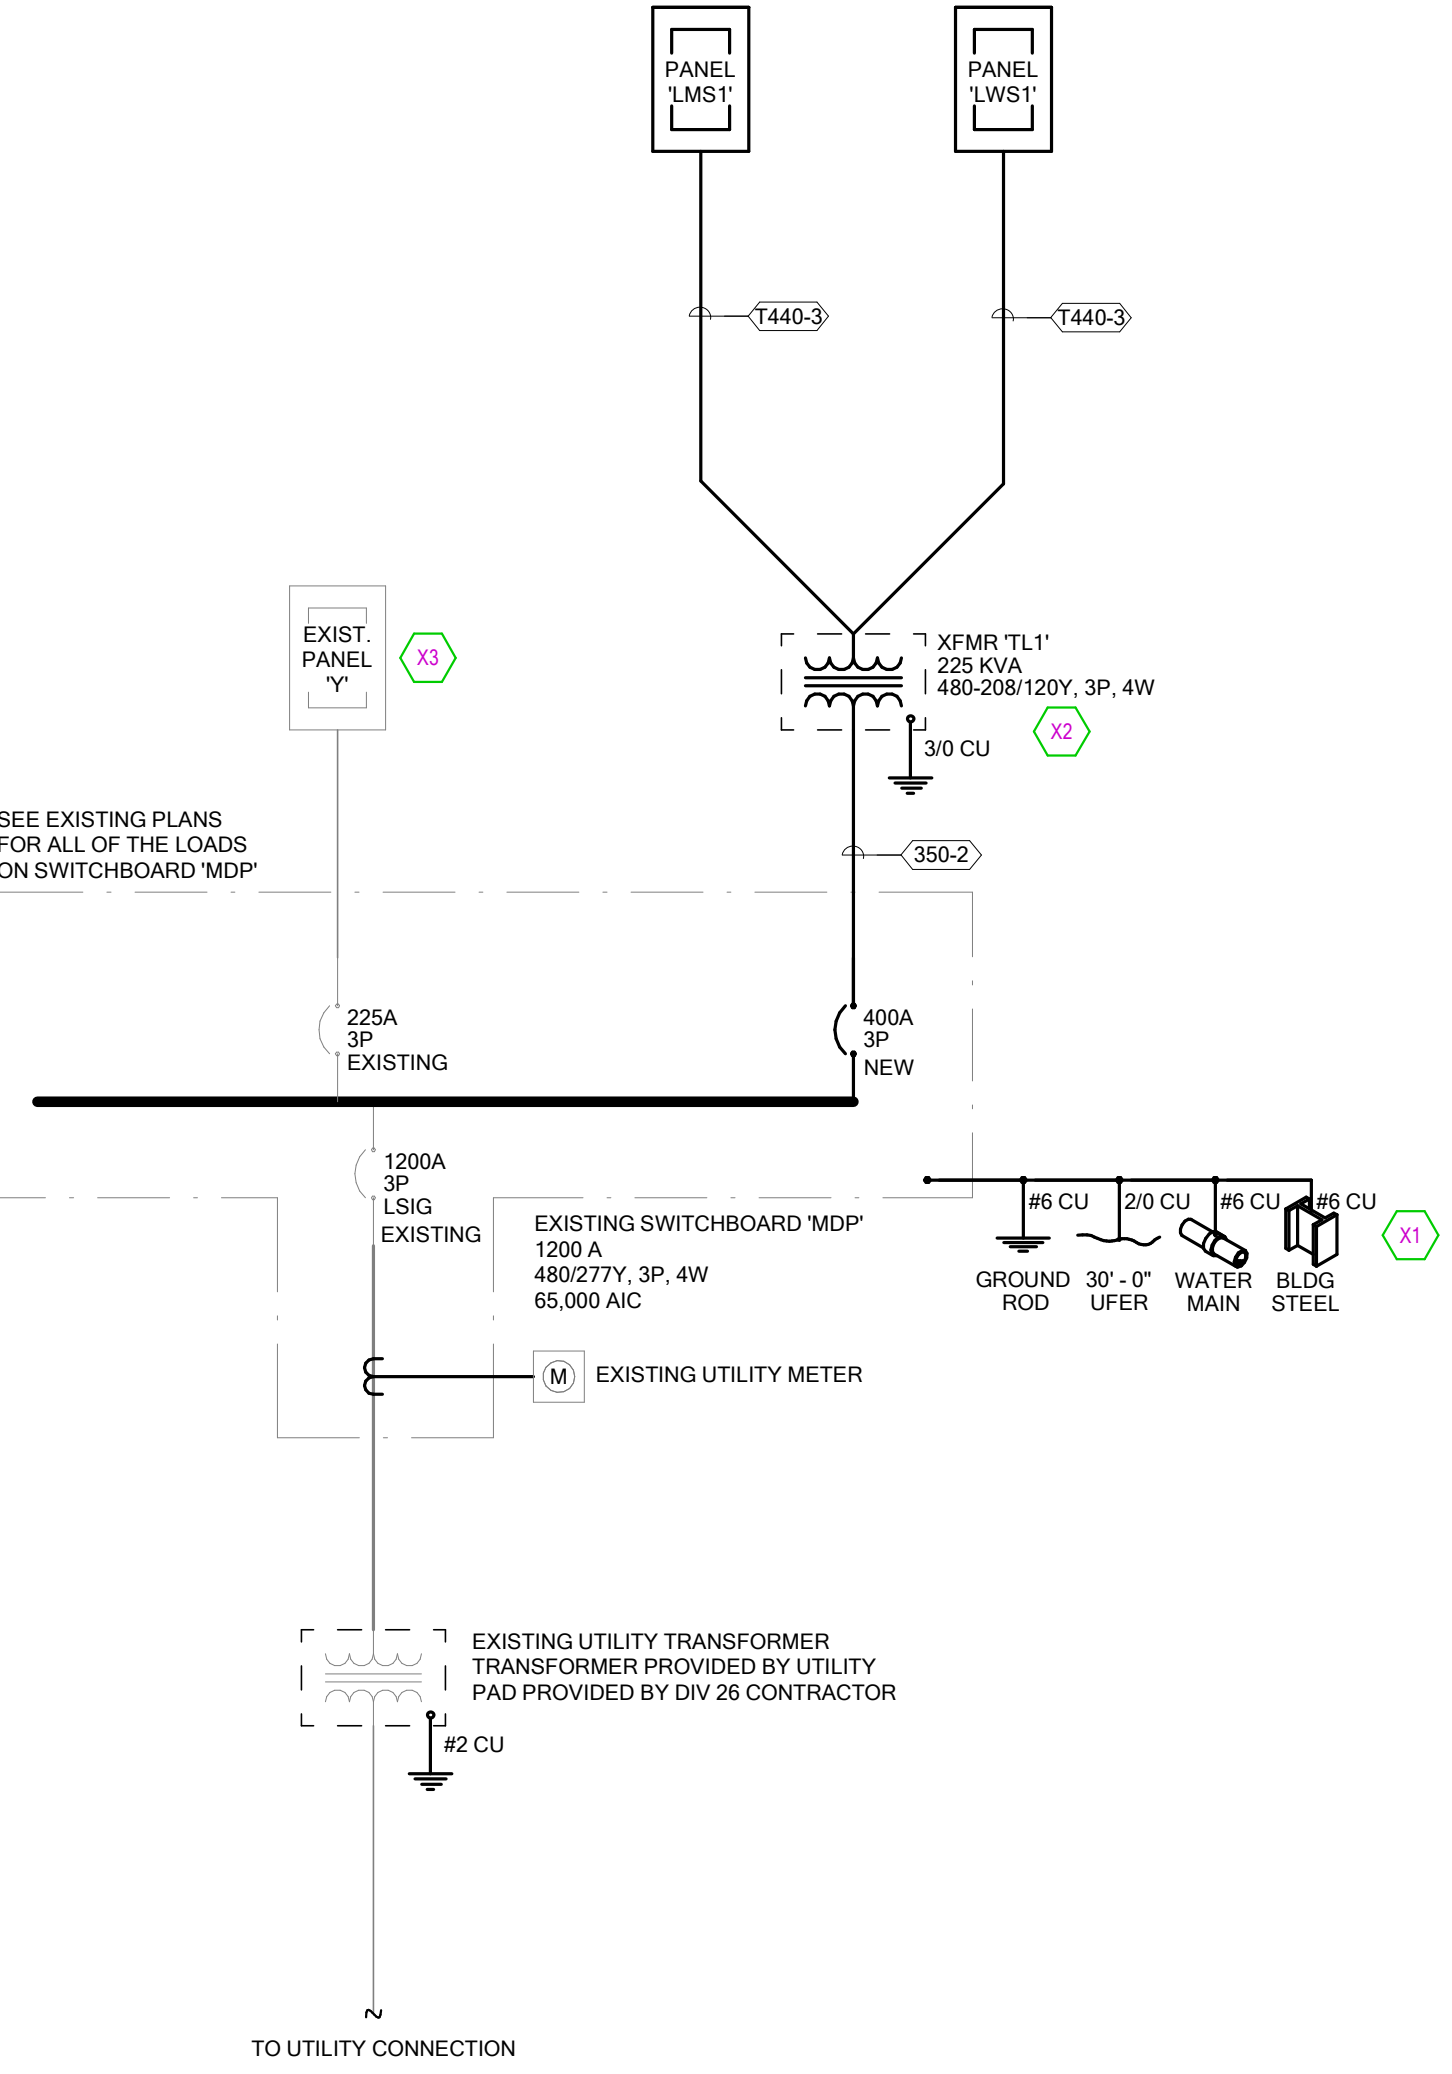 PANEL
'LMS1'
PANEL
'LWS1'
T440-3
T440-3
EXIST.
PANEL
'Y'
X3
XFMR 'TL1'
225 KVA
480-208/120Y, 3P, 4W
X2
3/0 CU
SEE EXISTING PLANS
FOR ALL OF THE LOADS
ON SWITCHBOARD 'MDP'
350-2
225A
3P
EXISTING
400A
3P
NEW
1200A
3P
LSIG
EXISTING
EXISTING SWITCHBOARD 'MDP'
1200 A
480/277Y, 3P, 4W
65,000 AIC
#6 CU
2/0 CU
#6 CU
#6 CU
X1
GROUND
ROD
30' - 0"
UFER
WATER
MAIN
BLDG
STEEL
M
EXISTING UTILITY METER
EXISTING UTILITY TRANSFORMER
TRANSFORMER PROVIDED BY UTILITY
PAD PROVIDED BY DIV 26 CONTRACTOR
#2 CU
TO UTILITY CONNECTION